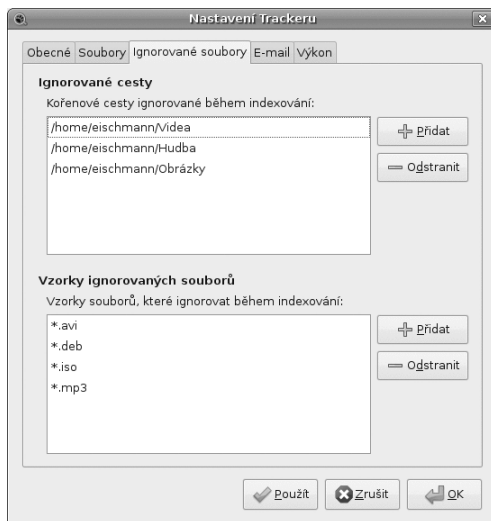 Nastavení Trackeru
Obecné Soubory Ignorované soubory E-mail Výkon
Ignorované cesty
Kořenové cesty ignorované během indexování:
/home/eischmann/Videa
/home/eischmann/Hudba
/home/eischmann/Obrázky
Přidat
Odstranit
Vzorky ignorovaných souborů
Vzorky souborů, které ignorovat během indexování:
*.avi
*.deb
*.iso
*.mp3
Přidat
Odstranit
Použít Zrušit OK